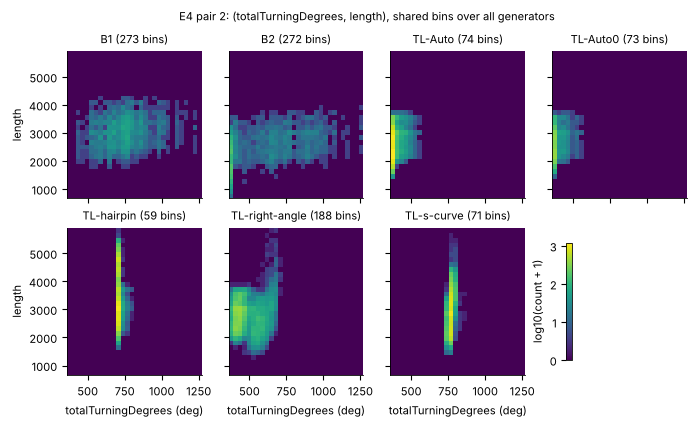 E4 pair 2: (totalTurningDegrees, length), shared bins over all generators
B1 (273 bins)
B2 (272 bins)
TL-Auto (74 bins)
TL-Auto0 (73 bins)
length
5000
4000
3000
2000
1000
TL-hairpin (59 bins)
TL-right-angle (188 bins)
TL-s-curve (71 bins)
length
5000
4000
3000
2000
1000
500
750
1000
1250
totalTurningDegrees (deg)
500
750
1000
1250
totalTurningDegrees (deg)
500
750
1000
1250
totalTurningDegrees (deg)
log10(count + 1)
3
2
1
0